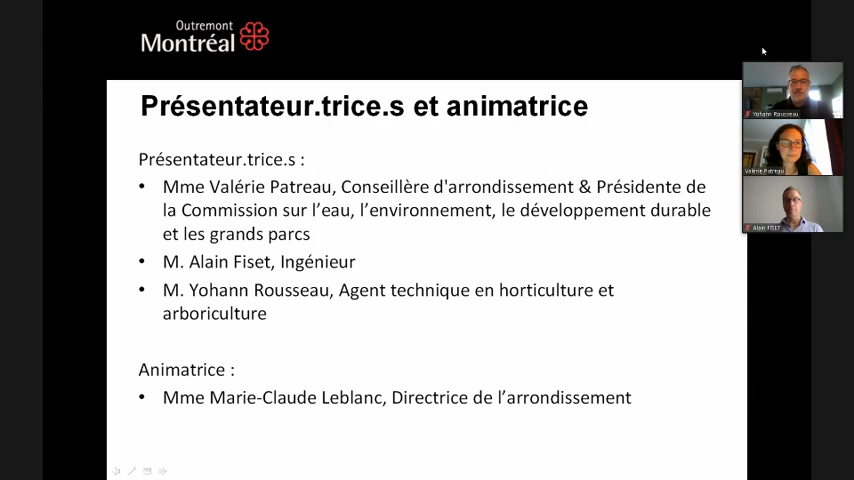 Outremont
Montréal
Présentateur.trice.s et animatrice
Présentateur.trice.s :
• Mme Valérie Patreau, Conseillère d'arrondissement & Présidente de
la Commission sur l’eau, l’environnement, le développement durable
et les grands parcs
• M. Alain Fiset, Ingénieur
• M. Yohann Rousseau, Agent technique en horticulture et
arboriculture
Animatrice :
• Mme Marie-Claude Leblanc, Directrice de l’arrondissement
Yohann Rousseau
Valérie Patreau
Alain FISET